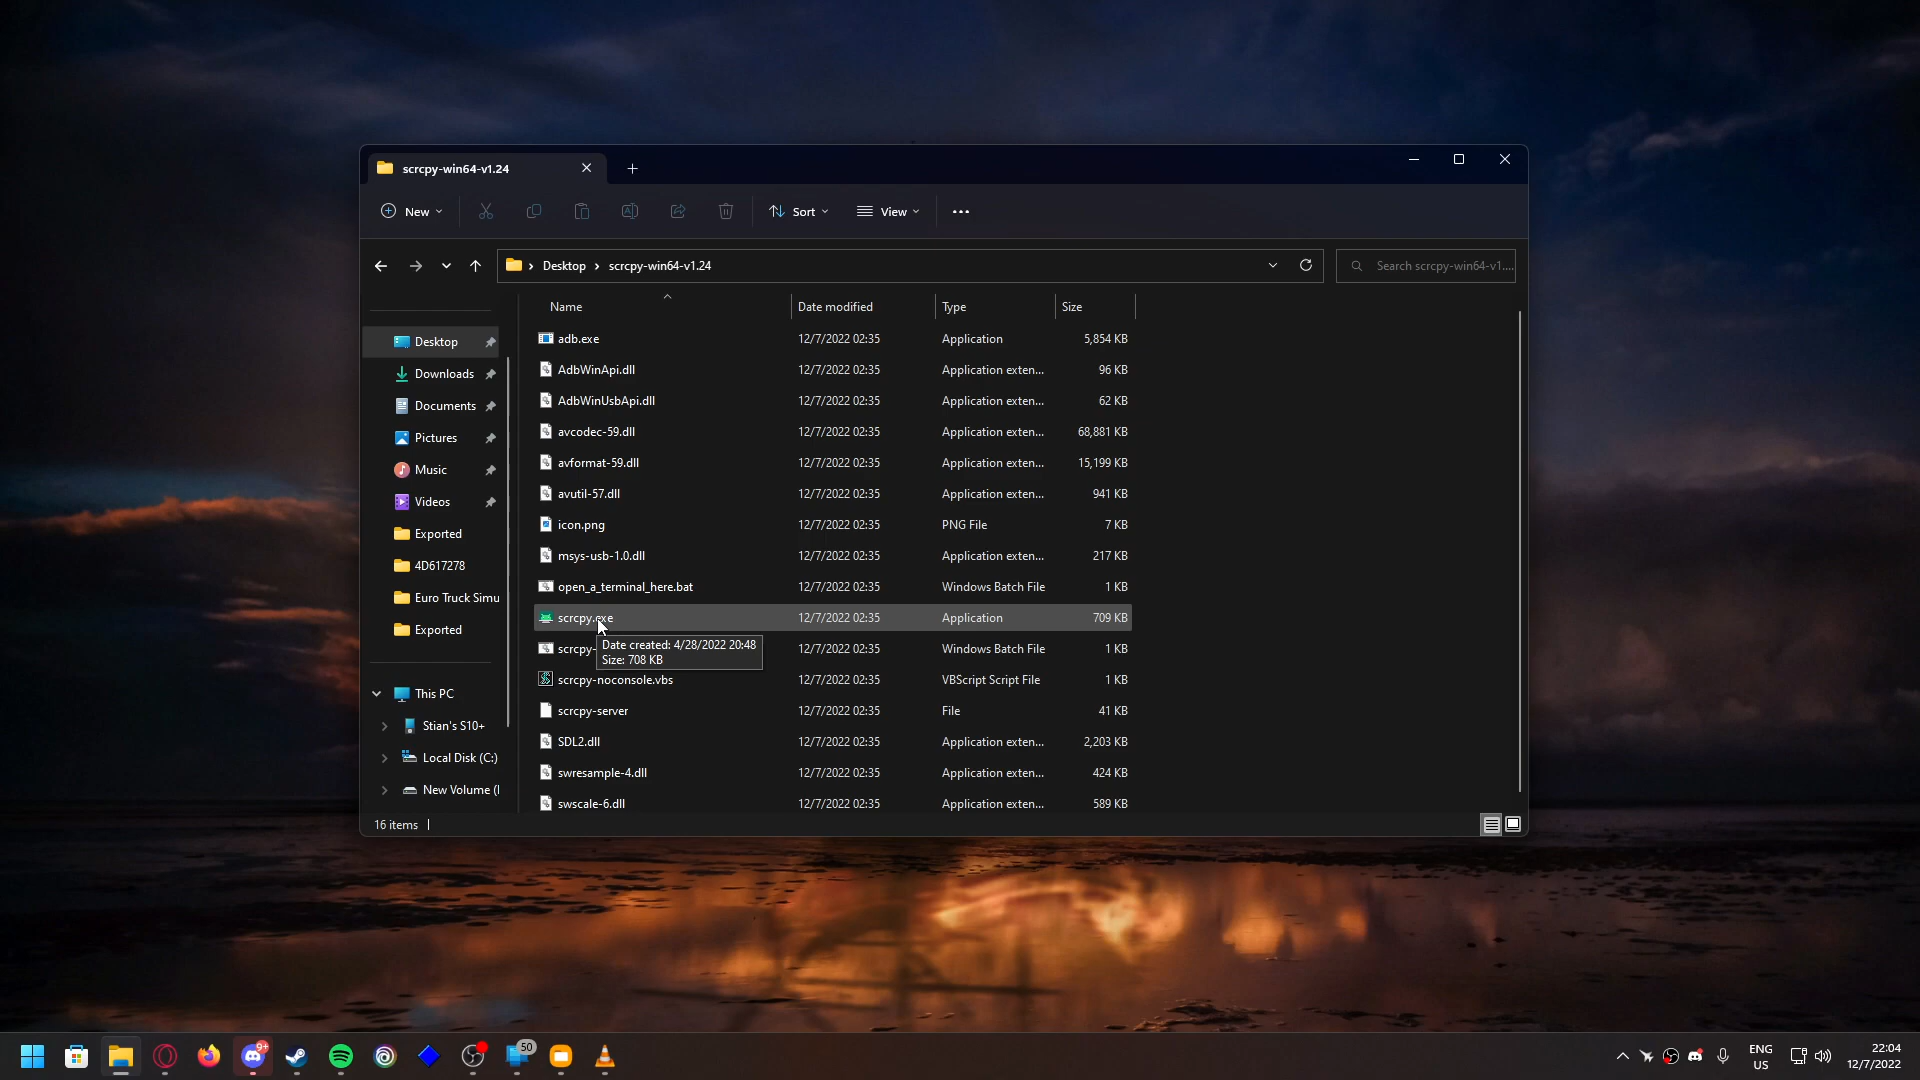 scrcpy-win64-v1.24
New
Sort
View
Desktop
scrcpy-win64-v1.24
Search scrcpy-win64-v1....
Name
Date modified
Type
Size
Desktop
Downloads
Documents
Pictures
Music
Videos
Exported
4D617278
Euro Truck Simu
Exported
This PC
Stian's S10+
Local Disk (C:)
New Volume (
adb.exe 12/7/2022 02:35 Application 5,854 KB
AdbWinApi.dll 12/7/2022 02:35 Application exten... 96 KB
AdbWinUsbApi.dll 12/7/2022 02:35 Application exten... 62 KB
avcodec-59.dll 12/7/2022 02:35 Application exten... 68,881 KB
avformat-59.dll 12/7/2022 02:35 Application exten... 15,199 KB
avutil-57.dll 12/7/2022 02:35 Application exten... 941 KB
icon.png 12/7/2022 02:35 PNG File 7 KB
msys-usb-1.0.dll 12/7/2022 02:35 Application exten... 217 KB
open_a_terminal_here.bat 12/7/2022 02:35 Windows Batch File 1 KB
scrcpy.exe 12/7/2022 02:35 Application 709 KB
Date created: 4/28/2022 20:48
Size: 708 KB
scrcpy- 12/7/2022 02:35 Windows Batch File 1 KB
scrcpy-noconsole.vbs 12/7/2022 02:35 VBScript Script File 1 KB
scrcpy-server 12/7/2022 02:35 File 41 KB
SDL2.dll 12/7/2022 02:35 Application exten... 2,203 KB
swresample-4.dll 12/7/2022 02:35 Application exten... 424 KB
swscale-6.dll 12/7/2022 02:35 Application exten... 589 KB
16 items
9+
50
ENG
US
22:04
12/7/2022